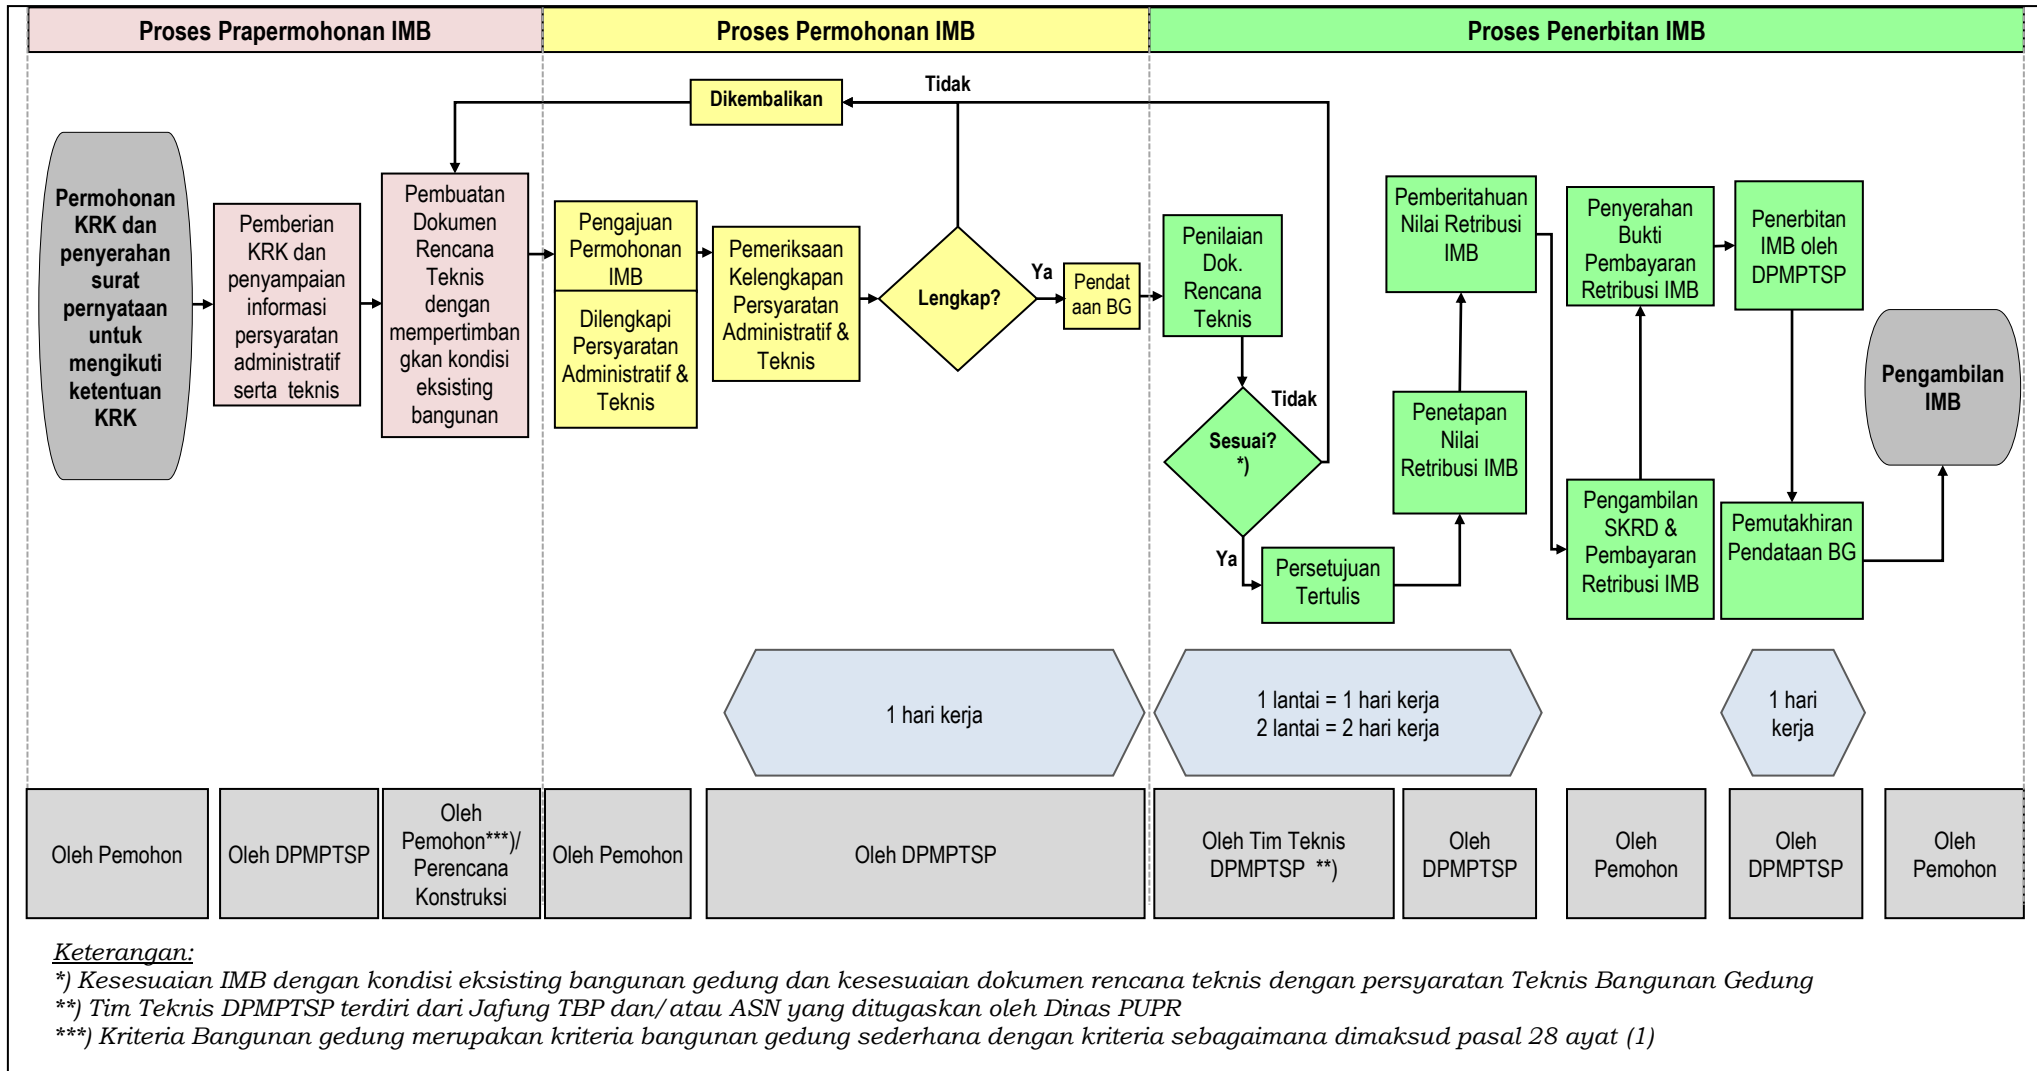 Proses Prapermohonan IMB
Proses Permohonan IMB
Proses Penerbitan IMB
Permohonan
KRK dan
penyerahan
surat
pernyataan
untuk
mengikuti
ketentuan
KRK
Pemberian
KRK dan
penyampaian
informasi
persyaratan
administratif
serta teknis
Pembuatan
Dokumen
Rencana
Teknis
dengan
mempertimban
gkan kondisi
eksisting
bangunan
Dikembalikan
Tidak
Pengajuan
Permohonan
IMB
Dilengkapi
Persyaratan
Administratif &
Teknis
Pemeriksaan
Kelengkapan
Persyaratan
Administratif &
Teknis
Lengkap?
Ya
Pendat
aan BG
Penilaian
Dok.
Rencana
Teknis
Tidak
Sesuai?
*)
Ya
Persetujuan
Tertulis
Penetapan
Nilai
Retribusi IMB
Pemberitahuan
Nilai Retribusi
IMB
Pengambilan
SKRD &
Pembayaran
Retribusi IMB
Penyerahan
Bukti
Pembayaran
Retribusi IMB
Penerbitan
IMB oleh
DPMPTSP
Pemutakhiran
Pendataan BG
Pengambilan
IMB
1 hari kerja
1 lantai = 1 hari kerja
2 lantai = 2 hari kerja
1 hari
kerja
Oleh Pemohon
Oleh DPMPTSP
Oleh
Pemohon***)/
Perencana
Konstruksi
Oleh Pemohon
Oleh DPMPTSP
Oleh Tim Teknis
DPMPTSP **)
Oleh
DPMPTSP
Oleh
Pemohon
Oleh
DPMPTSP
Oleh
Pemohon
Keterangan:
*) Kesesuaian IMB dengan kondisi eksisting bangunan gedung dan kesesuaian dokumen rencana teknis dengan persyaratan Teknis Bangunan Gedung
**) Tim Teknis DPMPTSP terdiri dari Jafung TBP dan/atau ASN yang ditugaskan oleh Dinas PUPR
***) Kriteria Bangunan gedung merupakan kriteria bangunan gedung sederhana dengan kriteria sebagaimana dimaksud pasal 28 ayat (1)